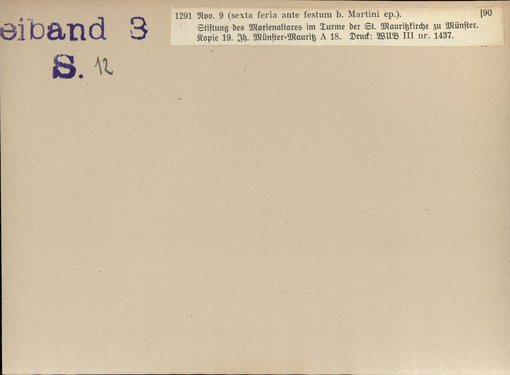 eiband 3
S. 12
1291 Nov. 9 (sexta feria ante festum b. Martini ep.). [90
Stiftung des Marienaltares im Turme der St. Mauritzkirche zu Münster.
Kopie 19. Jh. Münster-Mauritz A 18. Druck: WUB III nr. 1437.